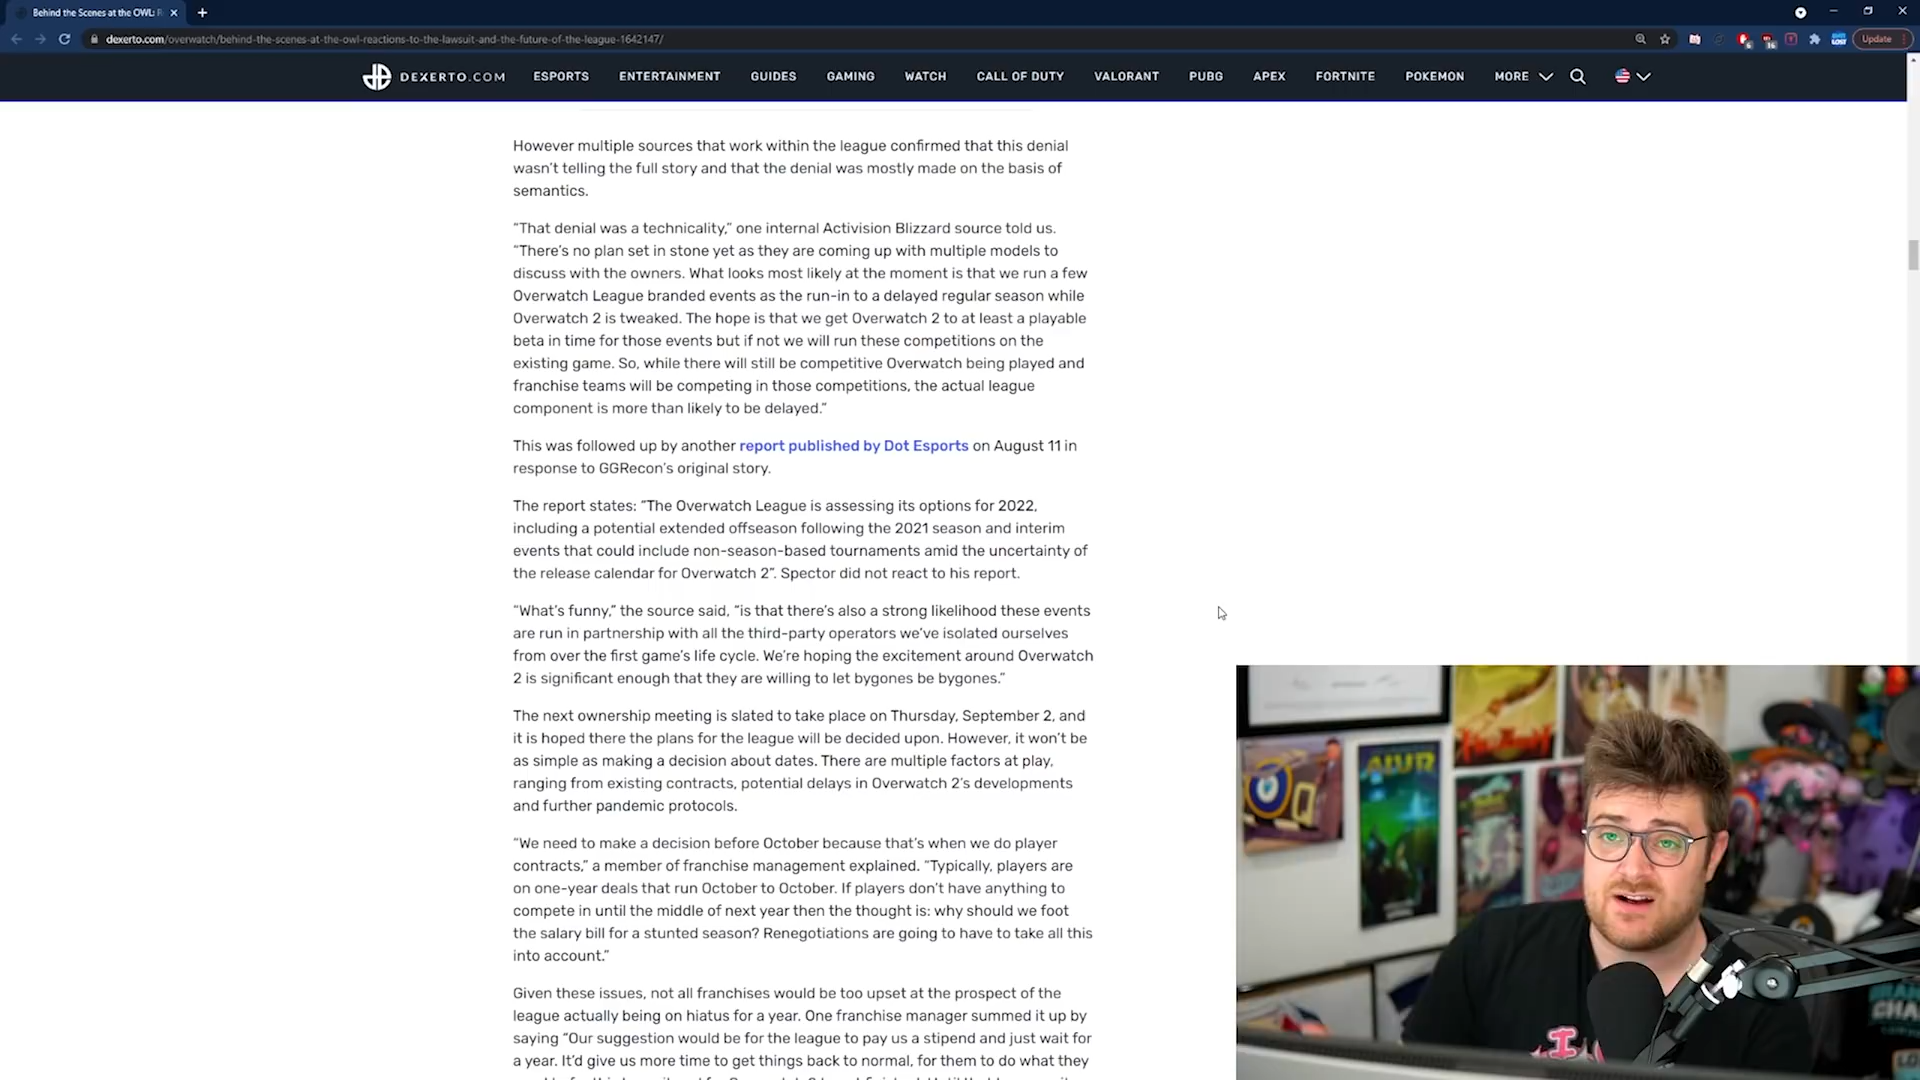 Behind the Scenes at the OWL: R
dexerto.com/overwatch/behind-the-scenes-at-the-owl-reactions-to-the-lawsuit-and-the-future-of-the-league-1642147/
Update
DEXERTO.COM ESPORTS ENTERTAINMENT GUIDES GAMING WATCH CALL OF DUTY VALORANT PUBG APEX FORTNITE POKEMON MORE
However multiple sources that work within the league confirmed that this denial
wasn't telling the full story and that the denial was mostly made on the basis of
semantics.
"That denial was a technicality," one internal Activision Blizzard source told us.
"There's no plan set in stone yet as they are coming up with multiple models to
discuss with the owners. What looks most likely at the moment is that we run a few
Overwatch League branded events as the run-in to a delayed regular season while
Overwatch 2 is tweaked. The hope is that we get Overwatch 2 to at least a playable
beta in time for those events but if not we will run these competitions on the
existing game. So, while there will still be competitive Overwatch being played and
franchise teams will be competing in those competitions, the actual league
component is more than likely to be delayed."
This was followed up by another report published by Dot Esports on August 11 in
response to GGRecon's original story.
The report states: "The Overwatch League is assessing its options for 2022,
including a potential extended offseason following the 2021 season and interim
events that could include non-season-based tournaments amid the uncertainty of
the release calendar for Overwatch 2". Spector did not react to his report.
"What's funny," the source said, "is that there's also a strong likelihood these events
are run in partnership with all the third-party operators we've isolated ourselves
from over the first game's life cycle. We're hoping the excitement around Overwatch
2 is significant enough that they are willing to let bygones be bygones."
The next ownership meeting is slated to take place on Thursday, September 2, and
it is hoped there the plans for the league will be decided upon. However, it won't be
as simple as making a decision about dates. There are multiple factors at play,
ranging from existing contracts, potential delays in Overwatch 2's developments
and further pandemic protocols.
"We need to make a decision before October because that's when we do player
contracts," a member of franchise management explained. "Typically, players are
on one-year deals that run October to October. If players don't have anything to
compete in until the middle of next year then the thought is: why should we foot
the salary bill for a stunted season? Renegotiations are going to have to take all this
into account."
Given these issues, not all franchises would be too upset at the prospect of the
league actually being on hiatus for a year. One franchise manager summed it up by
saying "Our suggestion would be for the league to pay us a stipend and just wait for
a year. It'd give us more time to get things back to normal, for them to do what they